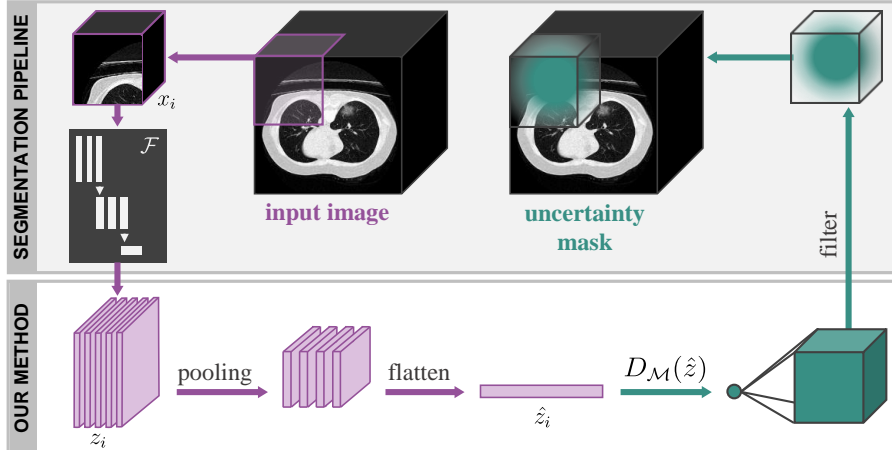 SEGMENTATION PIPELINE
x_i
F
input image
uncertainty
mask
filter
OUR METHOD
z_i
pooling
flatten
ẑ_i
D_M(ẑ)